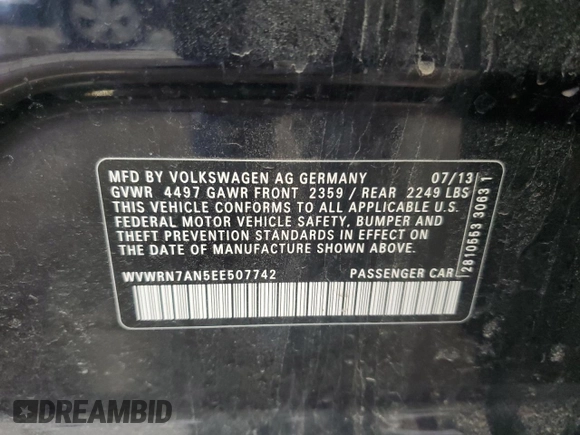 MFD BY VOLKSWAGEN AG GERMANY 07/13
GVWR 4497 GAWR FRONT 2359 / REAR 2249 LBS
THIS VEHICLE CONFORMS TO ALL APPLICABLE U.S.
FEDERAL MOTOR VEHICLE SAFETY, BUMPER AND
THEFT PREVENTION STANDARDS IN EFFECT ON
THE DATE OF MANUFACTURE SHOWN ABOVE.
WVWRN7AN5EE507742 PASSENGER CAR
2810553 3063 1
DREAMBID